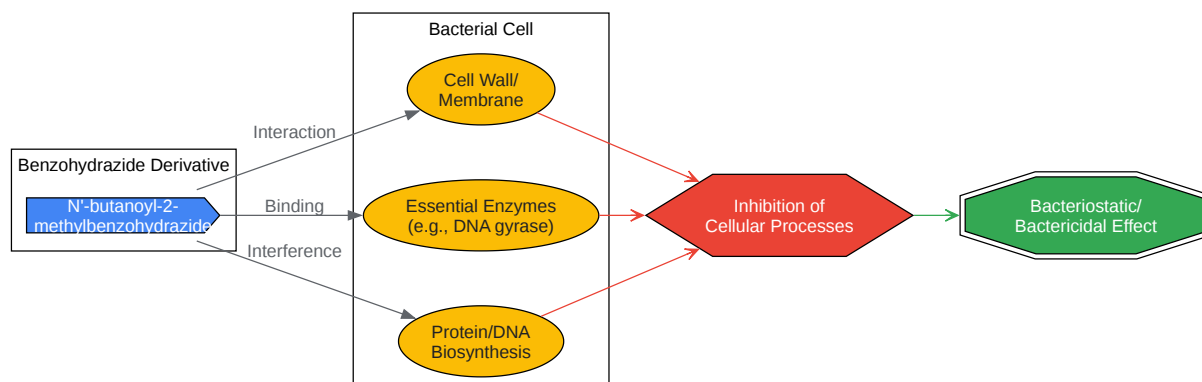 Bacterial Cell
Cell Wall/
Membrane
Interaction
Benzohydrazide Derivative
N'-butanoyl-2-
methylbenzohydrazide
Binding
Essential Enzymes
(e.g., DNA gyrase)
Interference
Protein/DNA
Biosynthesis
Inhibition of
Cellular Processes
Bacteriostatic/
Bactericidal Effect